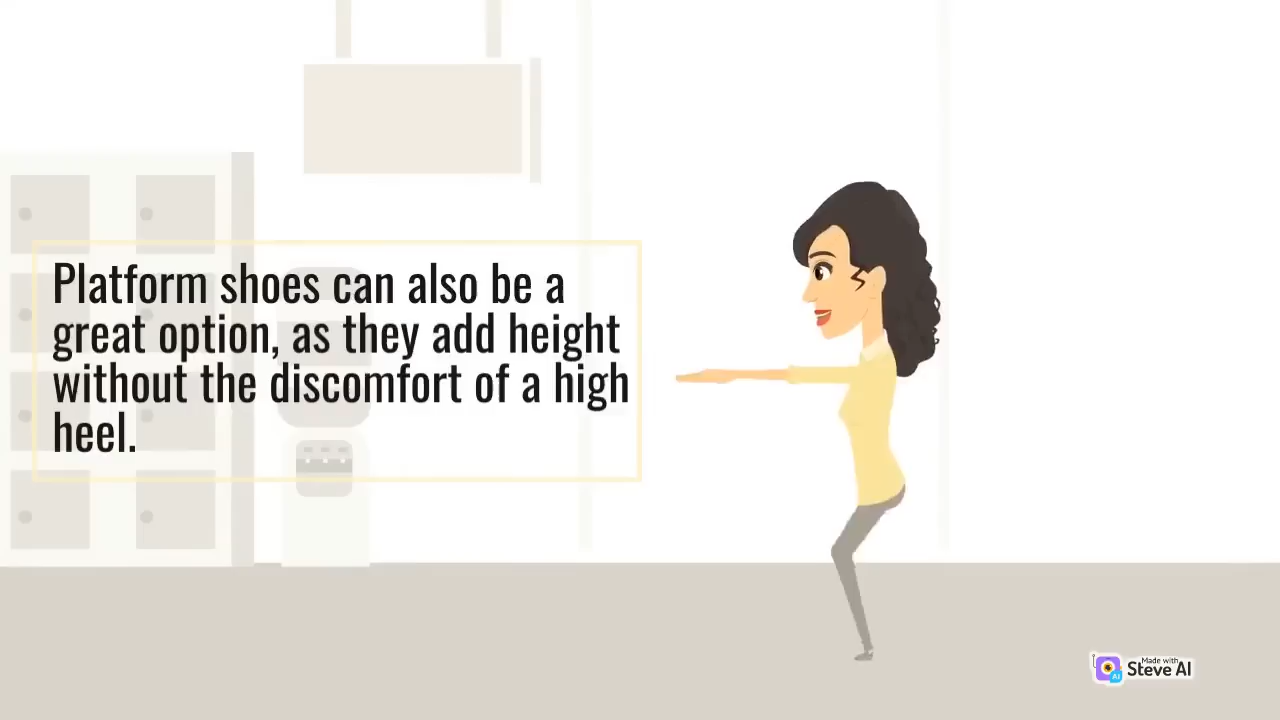 Platform shoes can also be a
great option, as they add height
without the discomfort of a high
heel.
Made with
Steve AI
AI